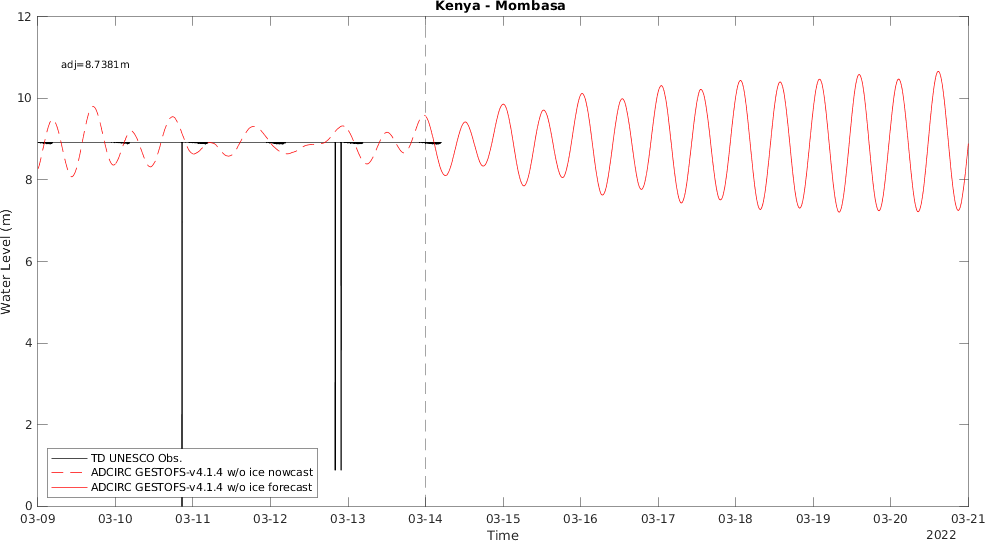 Kenya - Mombasa
12
adj=8.7381m
10
8
6
4
2
0
Water Level (m)
TD UNESCO Obs.
ADCIRC GESTOFS-v4.1.4 w/o ice nowcast
ADCIRC GESTOFS-v4.1.4 w/o ice forecast
03-09 03-10 03-11 03-12 03-13 03-14 03-15 03-16 03-17 03-18 03-19 03-20 03-21
Time
2022